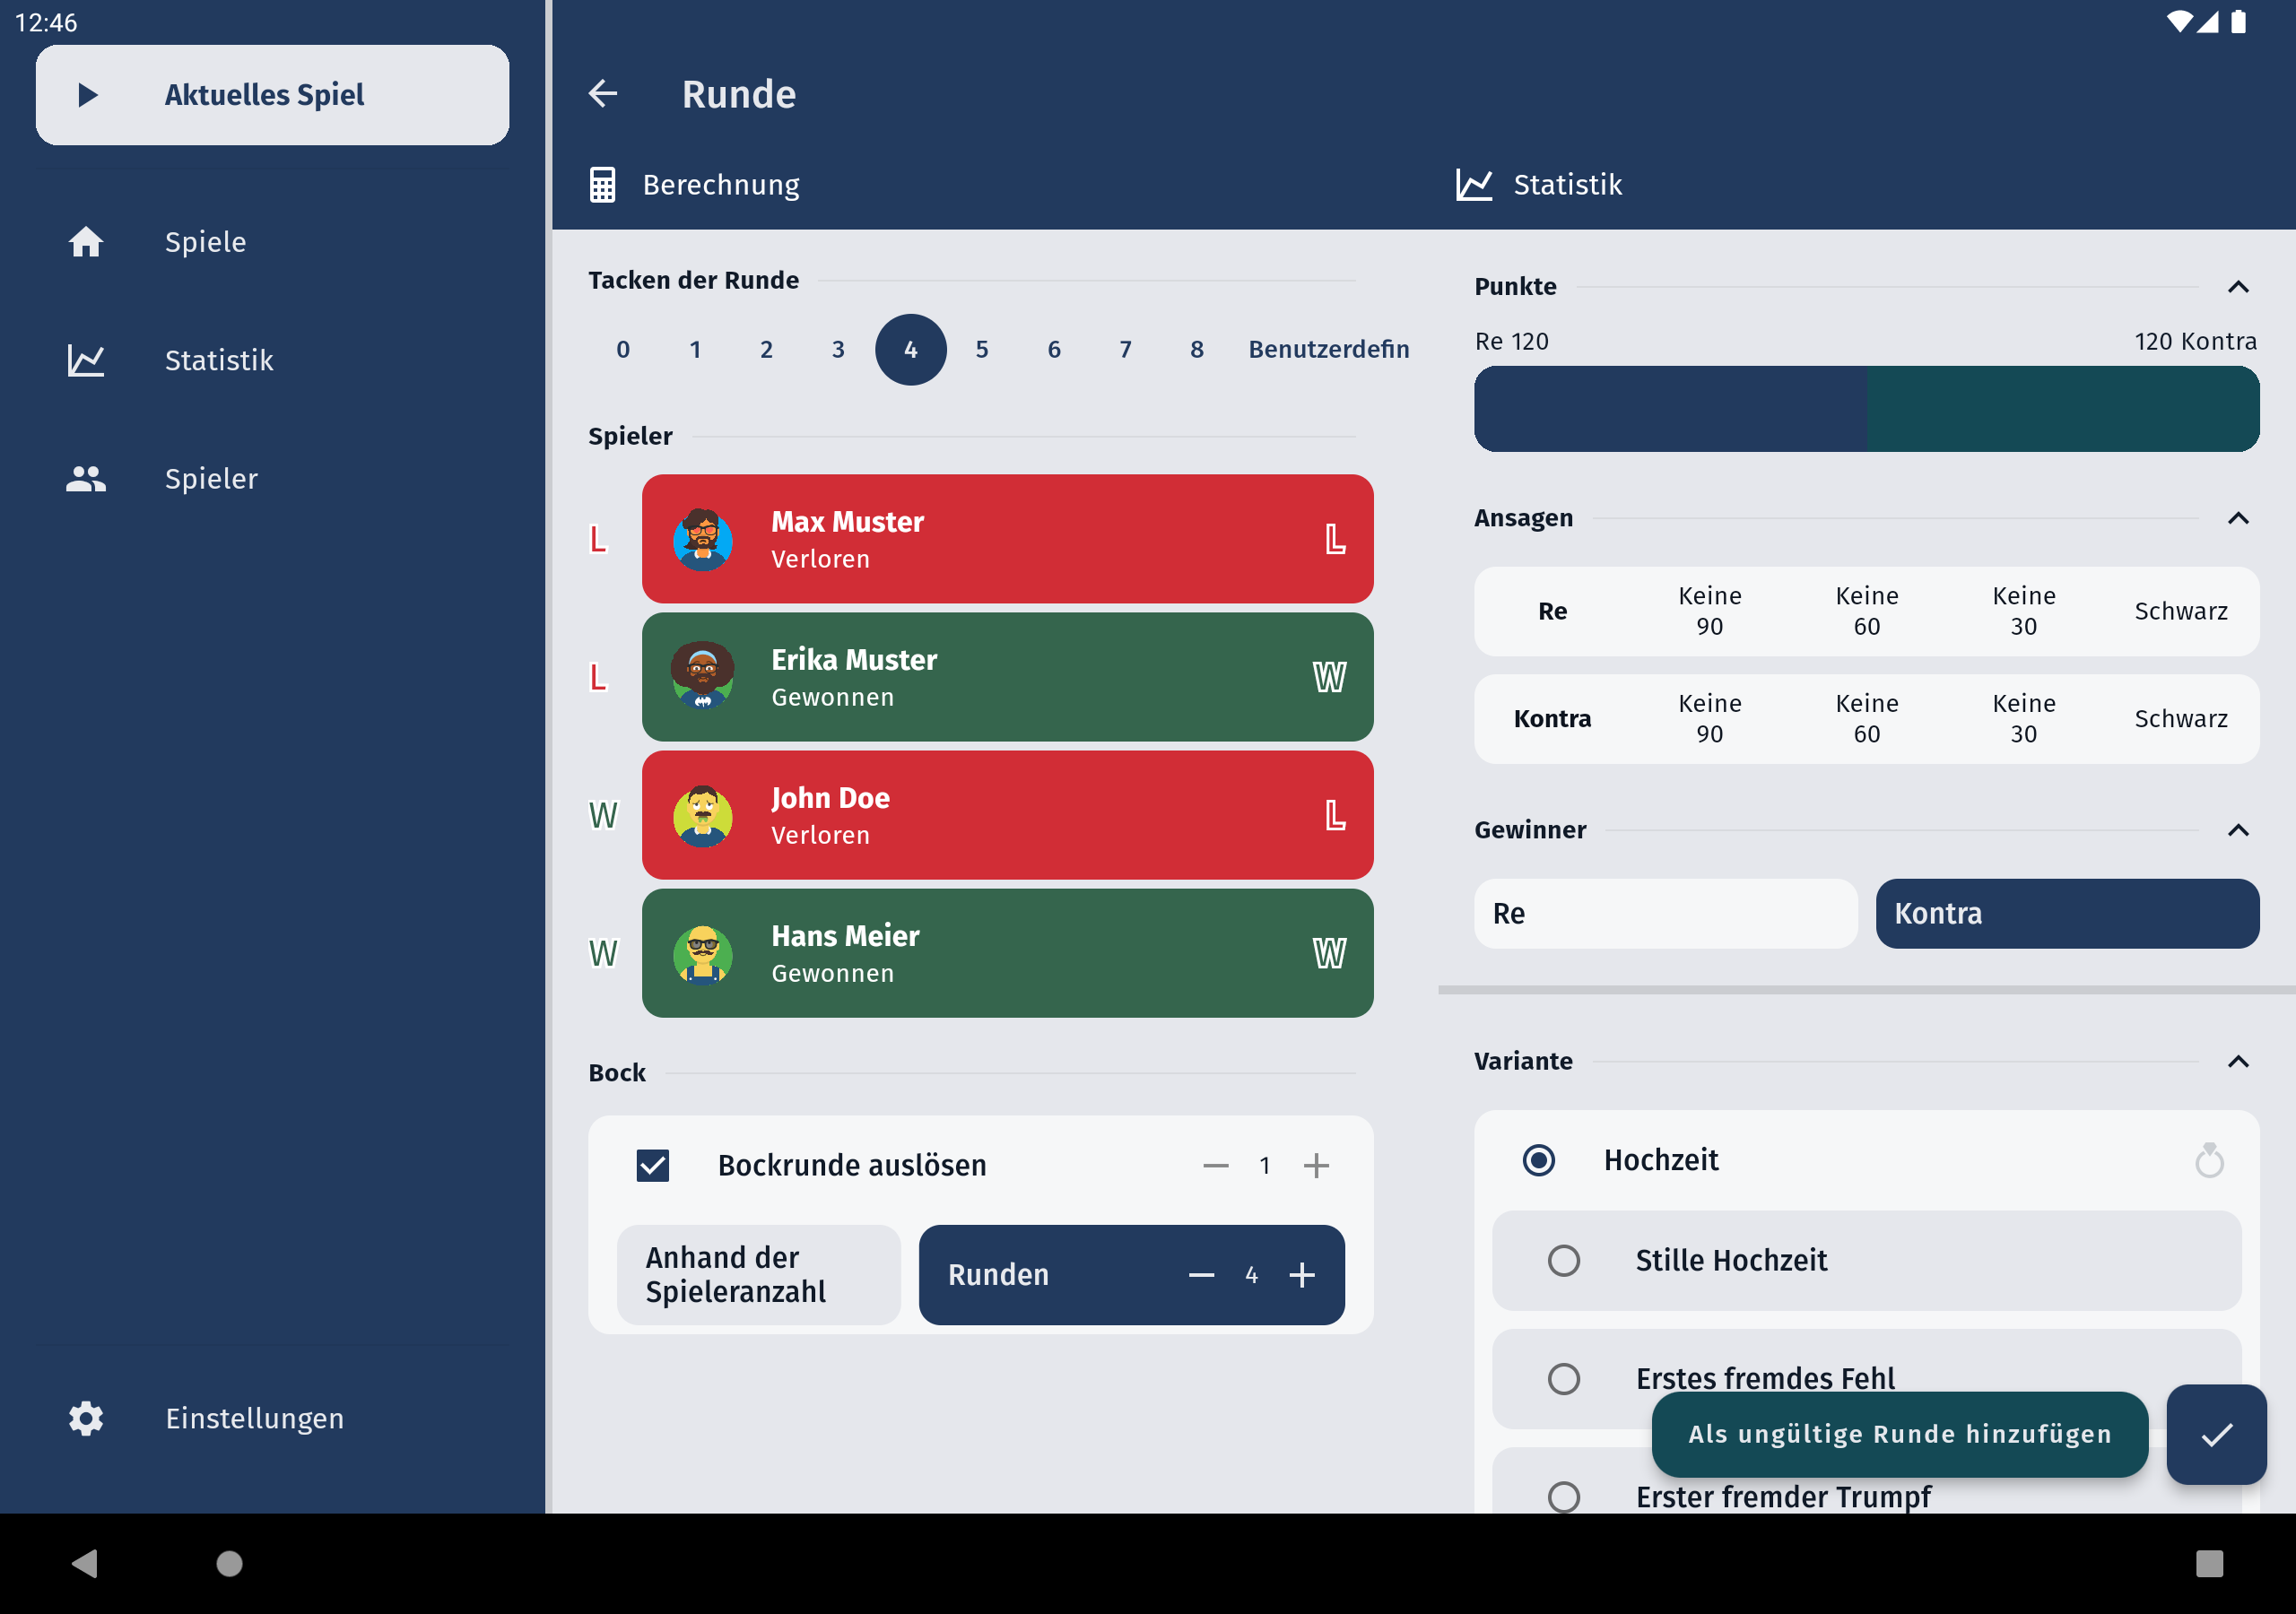 12:46
Aktuelles Spiel
Spiele
Statistik
Spieler
Einstellungen
Runde
Berechnung
Tacken der Runde
0 1 2 3 4 5 6 7 8 Benutzerdefin
Spieler
L Max Muster L
Verloren
L Erika Muster W
Gewonnen
W John Doe L
Verloren
W Hans Meier W
Gewonnen
Bock
Bockrunde auslösen 1
Anhand der
Spieleranzahl
Runden 4
Statistik
Punkte
Re 120 120 Kontra
Ansagen
Re Keine 90 Keine 60 Keine 30 Schwarz
Kontra Keine 90 Keine 60 Keine 30 Schwarz
Gewinner
Re Kontra
Variante
Hochzeit
Stille Hochzeit
Erstes fremdes Fehl
Als ungültige Runde hinzufügen
Erster fremder Trumpf